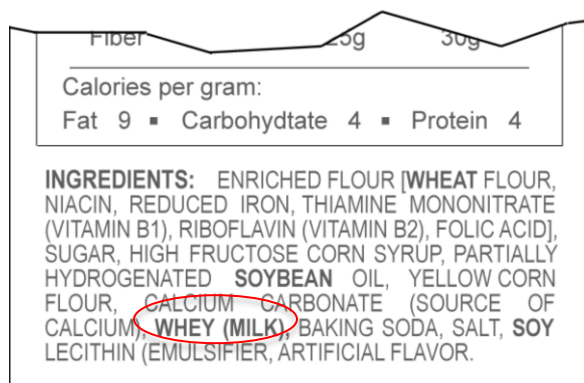 Fiber 25g 30g
Calories per gram:
Fat 9 ▪ Carbohydtate 4 ▪ Protein 4
INGREDIENTS: ENRICHED FLOUR [WHEAT FLOUR,
NIACIN, REDUCED IRON, THIAMINE MONONITRATE
(VITAMIN B1), RIBOFLAVIN (VITAMIN B2), FOLIC ACID],
SUGAR, HIGH FRUCTOSE CORN SYRUP, PARTIALLY
HYDROGENATED SOYBEAN OIL, YELLOW CORN
FLOUR, CALCIUM CARBONATE (SOURCE OF
CALCIUM), WHEY (MILK), BAKING SODA, SALT, SOY
LECITHIN (EMULSIFIER, ARTIFICIAL FLAVOR.